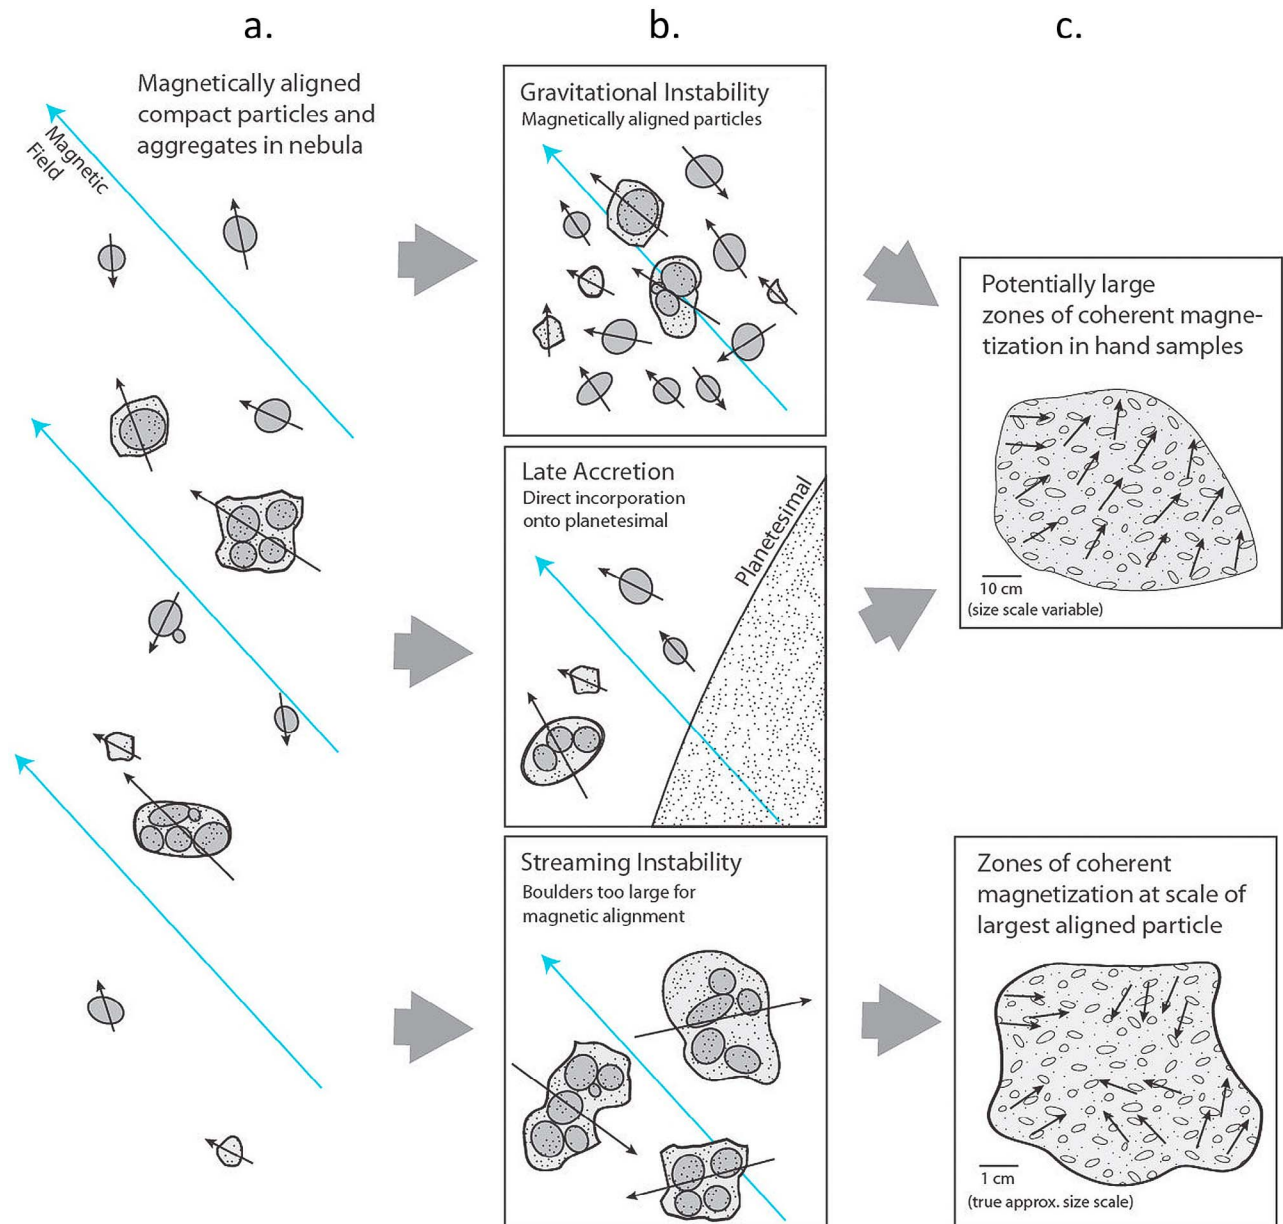 a.
Magnetically aligned
compact particles and
aggregates in nebula
Magnetic
Field
b.
Gravitational Instability
Magnetically aligned particles
Late Accretion
Direct incorporation
onto planetesimal
Planetesimal
Streaming Instability
Boulders too large for
magnetic alignment
c.
Potentially large
zones of coherent magne-
tization in hand samples
10 cm
(size scale variable)
Zones of coherent
magnetization at scale of
largest aligned particle
1 cm
(true approx. size scale)